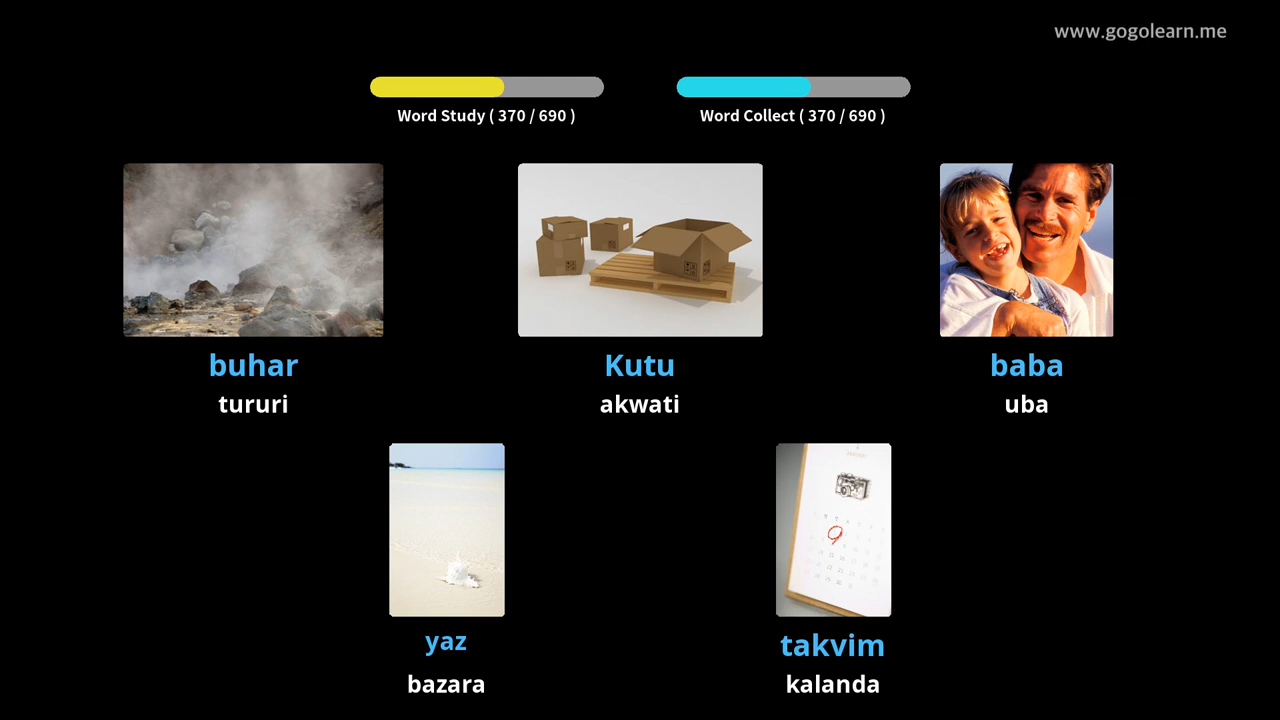 www.gogolearn.me
Word Study ( 370 / 690 )
Word Collect ( 370 / 690 )
buhar
tururi
Kutu
akwati
baba
uba
yaz
bazara
takvim
kalanda